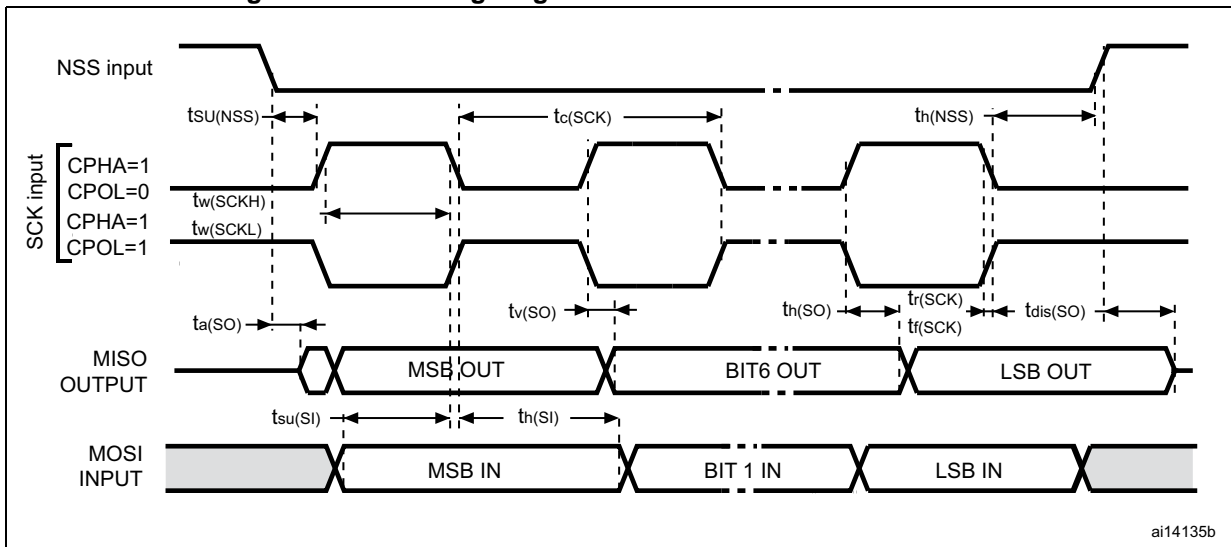 NSS input
tSU(NSS)
tc(SCK)
th(NSS)
SCK input
CPHA=1
CPOL=0
tw(SCKH)
CPHA=1
tw(SCKL)
CPOL=1
ta(SO)
tv(SO)
th(SO)
tr(SCK)
tf(SCK)
tdis(SO)
MISO
OUTPUT
MSB OUT
BIT6 OUT
LSB OUT
tsu(SI)
th(SI)
MOSI
INPUT
MSB IN
BIT 1 IN
LSB IN
ai14135b